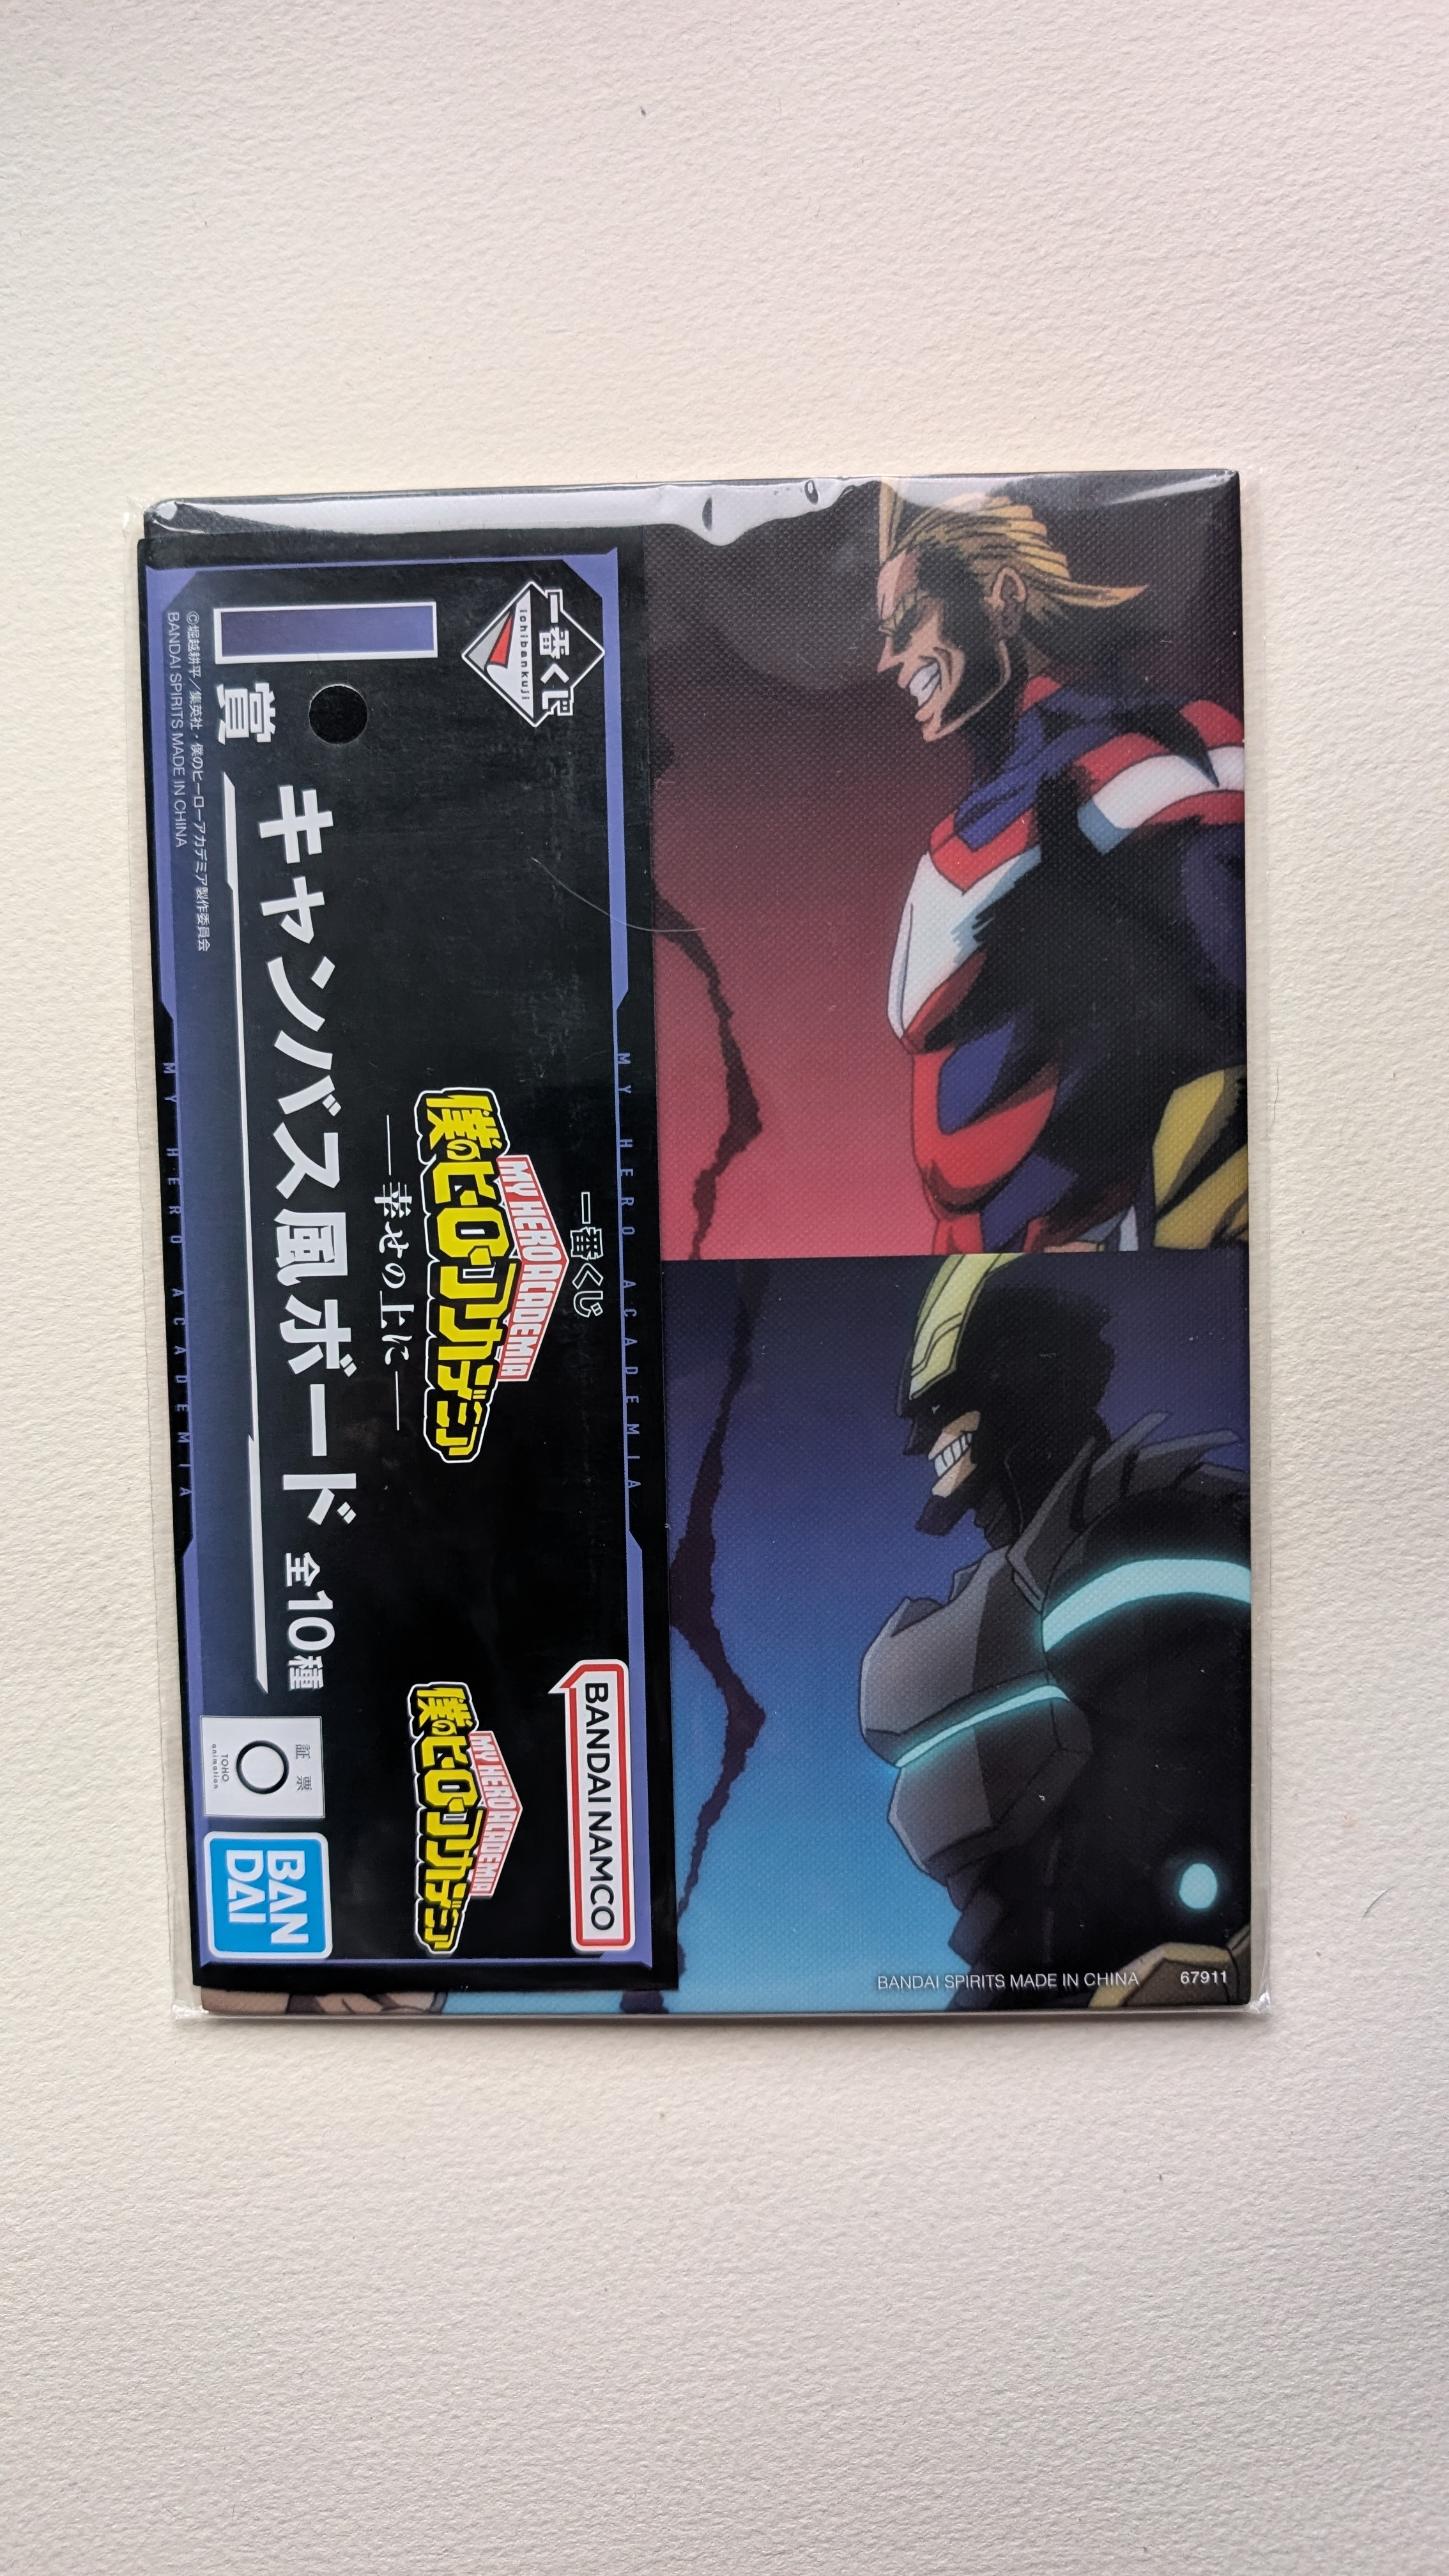 一番くじ
ichibankuji
一番くじ
MY HERO ACADEMIA
僕のヒーローアカデミア
―幸せの上に―
BANDAI NAMCO
MY HERO ACADEMIA
僕のヒーローアカデミア
MY HERO ACADEMIA
I賞
キャンバス風ボード 全10種
証票
TOHO
animation
BAN
DAI
©堀越耕平／集英社・僕のヒーローアカデミア製作委員会
BANDAI SPIRITS MADE IN CHINA
MY HERO ACADEMIA
BANDAI SPIRITS MADE IN CHINA
67911